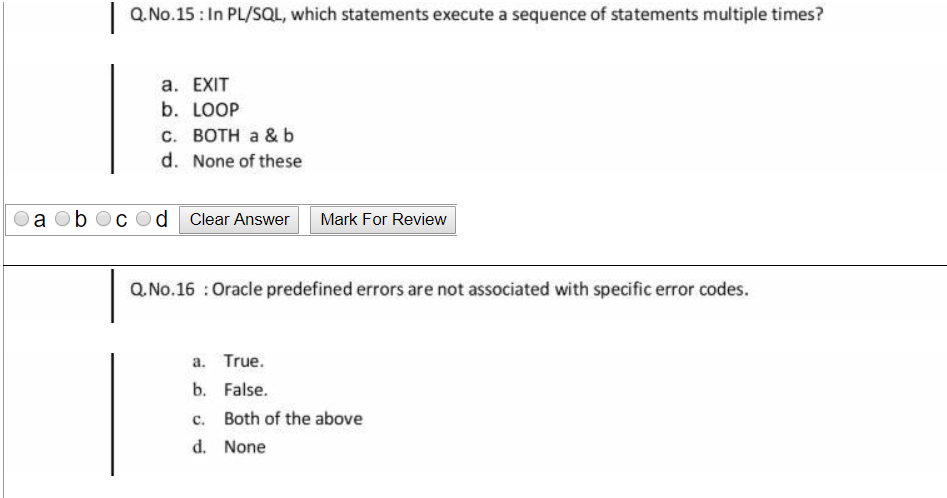 Q.No.15 : In PL/SQL, which statements execute a sequence of statements multiple times?
a. EXIT
b. LOOP
c. BOTH a & b
d. None of these
a b c d Clear Answer Mark For Review
Q.No.16 : Oracle predefined errors are not associated with specific error codes.
a. True.
b. False.
c. Both of the above
d. None